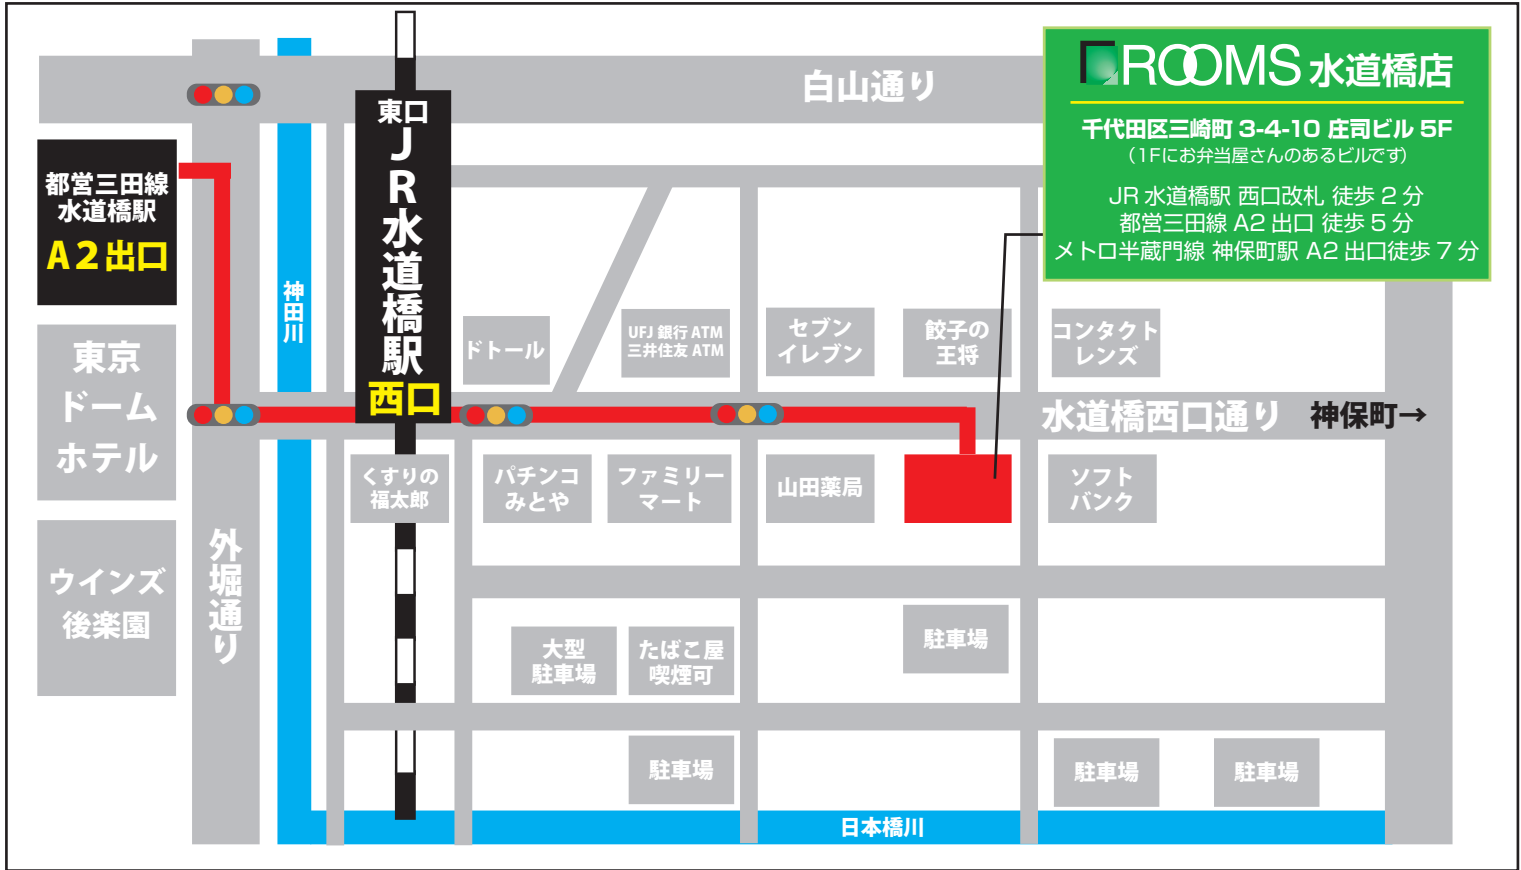 白山通り
ROOMS 水道橋店
千代田区三崎町 3-4-10 庄司ビル 5F
(1Fにお弁当屋さんのあるビルです)
JR 水道橋駅 西口改札 徒歩 2 分
都営三田線 A2 出口 徒歩 5 分
メトロ半蔵門線 神保町駅 A2 出口徒歩 7 分
東口
JR水道橋駅
西口
都営三田線
水道橋駅
A2出口
神田川
東京
ドーム
ホテル
ウインズ
後楽園
外堀通り
ドトール
UFJ 銀行 ATM
三井住友 ATM
セブン
イレブン
餃子の
王将
コンタクト
レンズ
水道橋西口通り
神保町→
くすりの
福太郎
パチンコ
みとや
ファミリー
マート
山田薬局
ソフト
バンク
大型
駐車場
たばこ屋
喫煙可
駐車場
駐車場
駐車場
駐車場
日本橋川